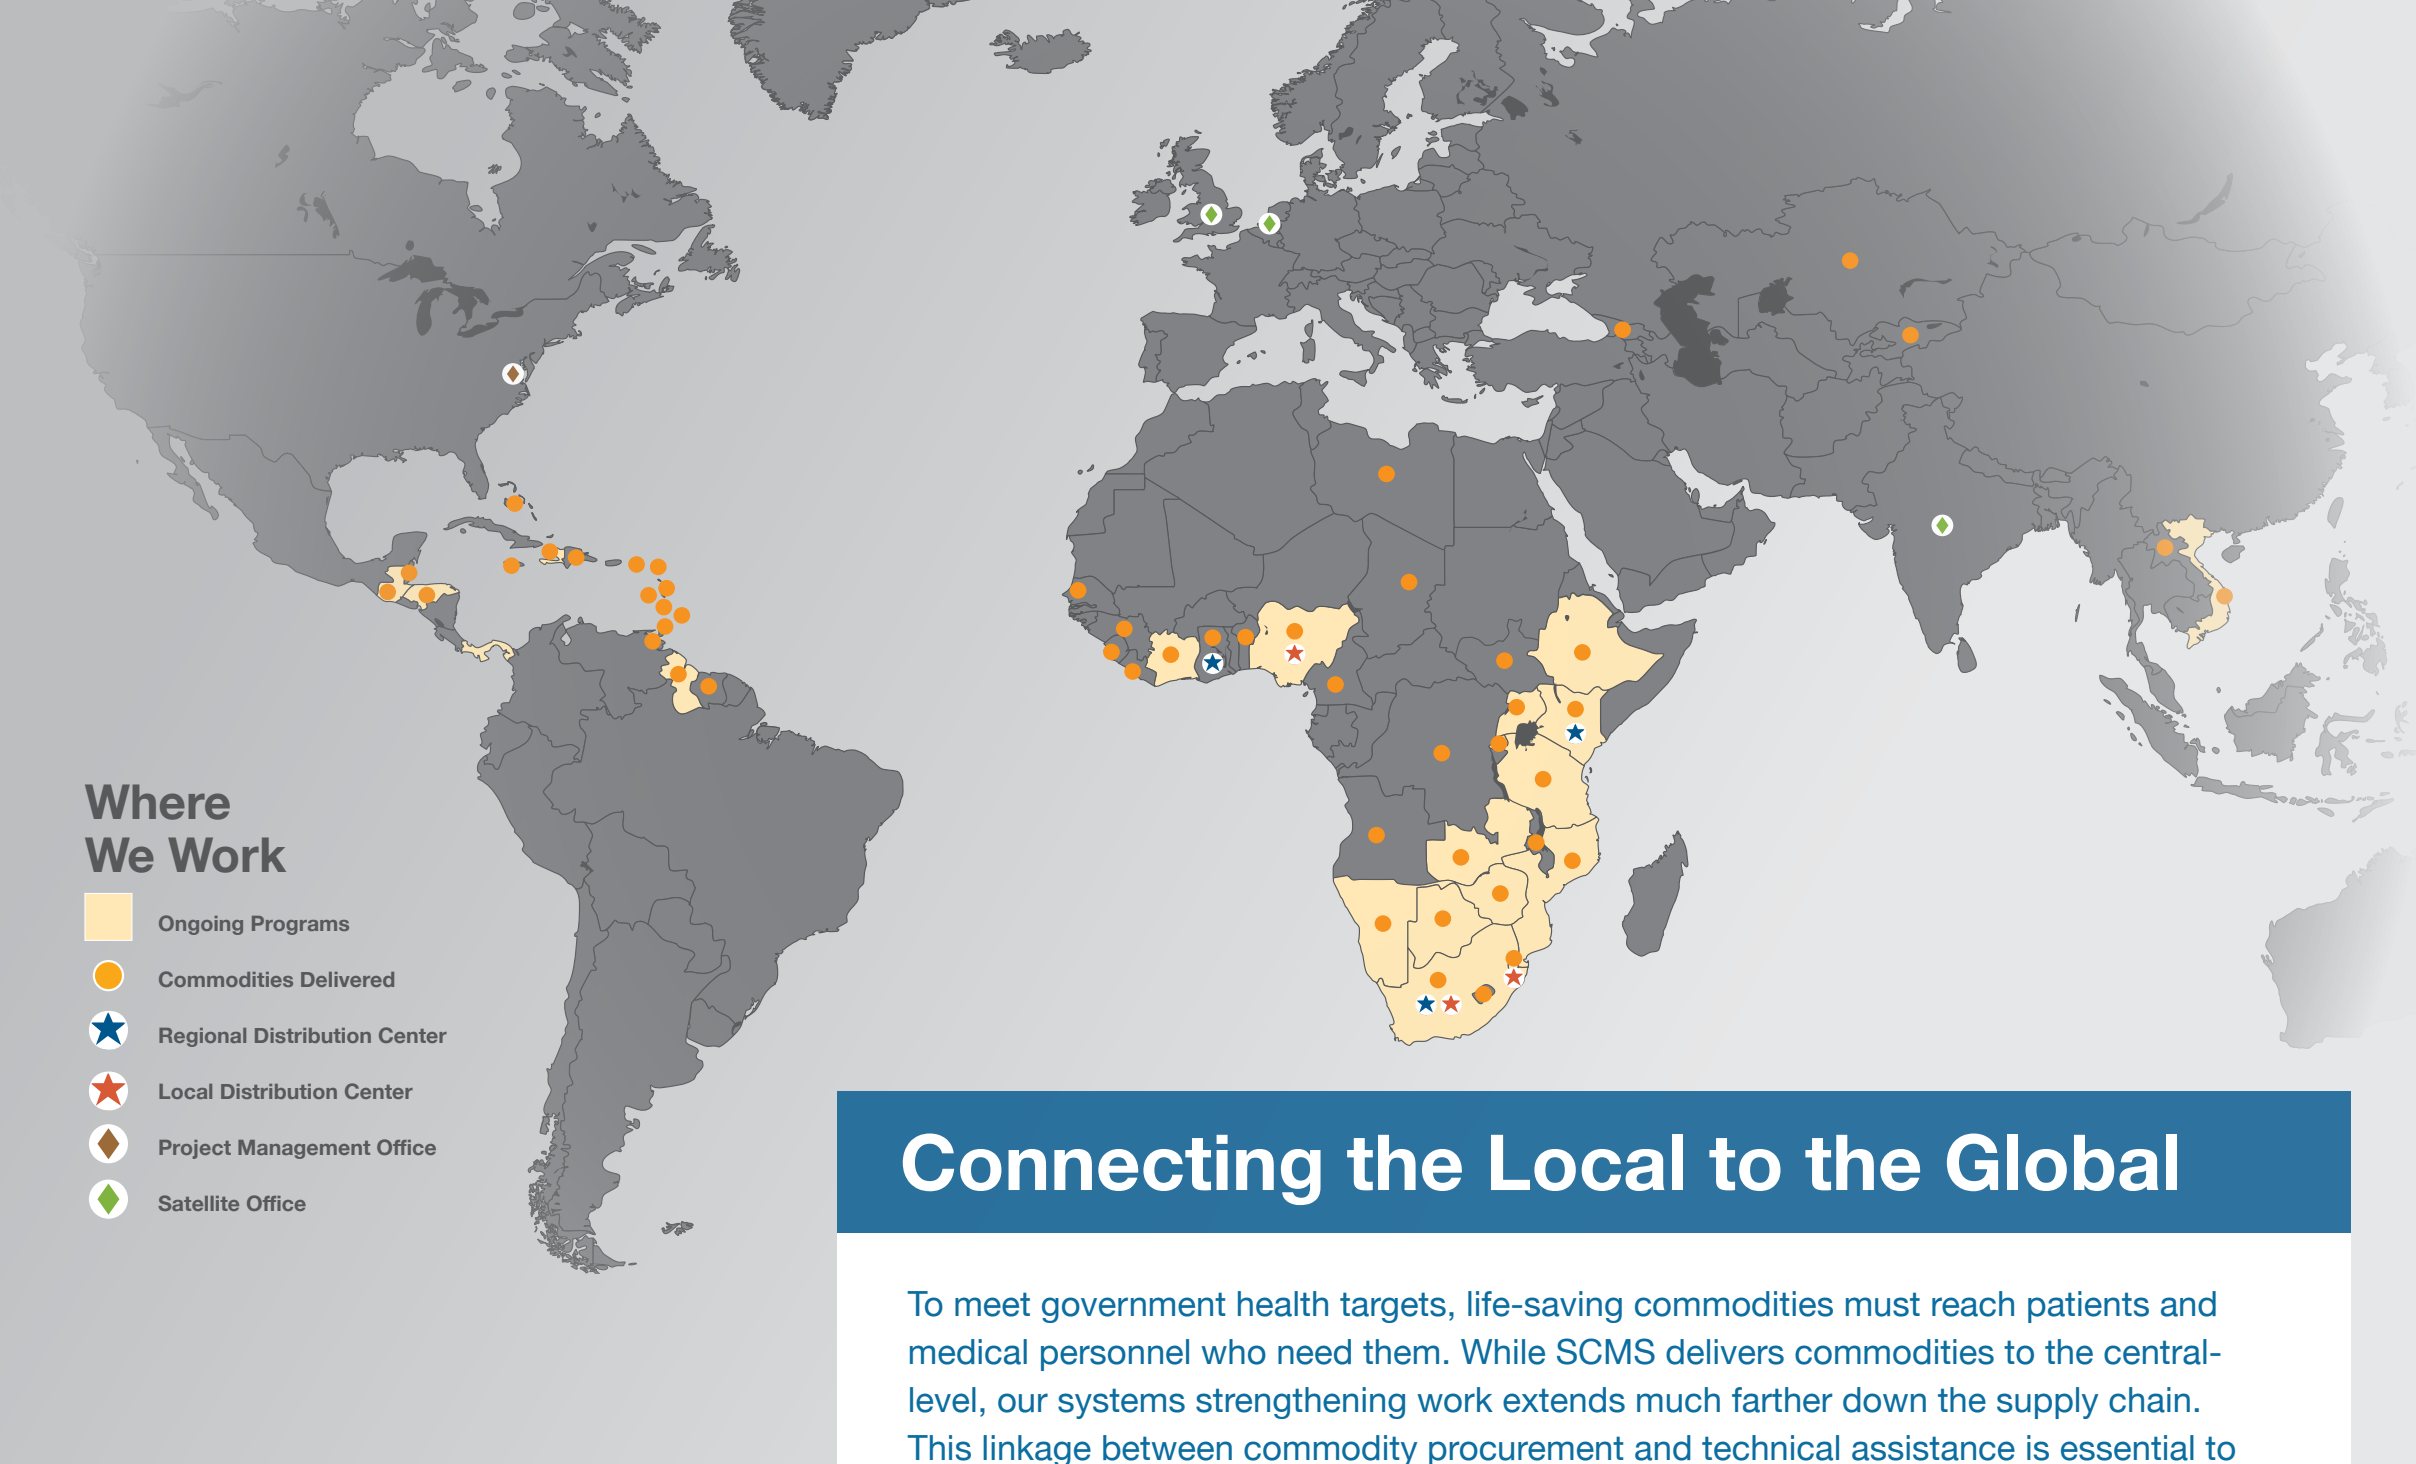 Where
We Work
Ongoing Programs
Commodities Delivered
Regional Distribution Center
Local Distribution Center
Project Management Office
Satellite Office
Connecting the Local to the Global
To meet government health targets, life-saving commodities must reach patients and
medical personnel who need them. While SCMS delivers commodities to the central-
level, our systems strengthening work extends much farther down the supply chain.
This linkage between commodity procurement and technical assistance is essential to